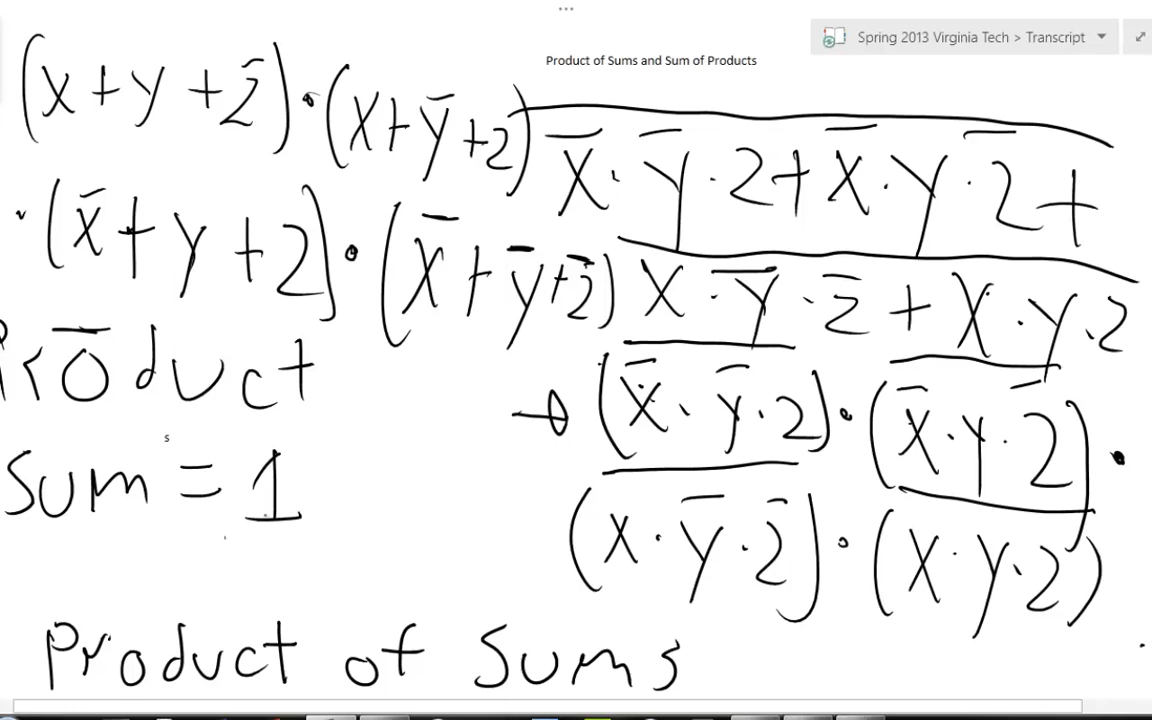 Spring 2013 Virginia Tech > Transcript
Product of Sums and Sum of Products
(x+y+z̄)·(x+ȳ+z)
·(x̄+y+z)·(x̄+ȳ+z̄)
x̄·ȳ·z+x̄·y·z̄+
x·ȳ·z̄+x·y·z
→(x̄·ȳ·z)·(x̄·y·z̄)·
(x·ȳ·z̄)·(x·y·z)
Product
s
Sum = 1
Product of Sums